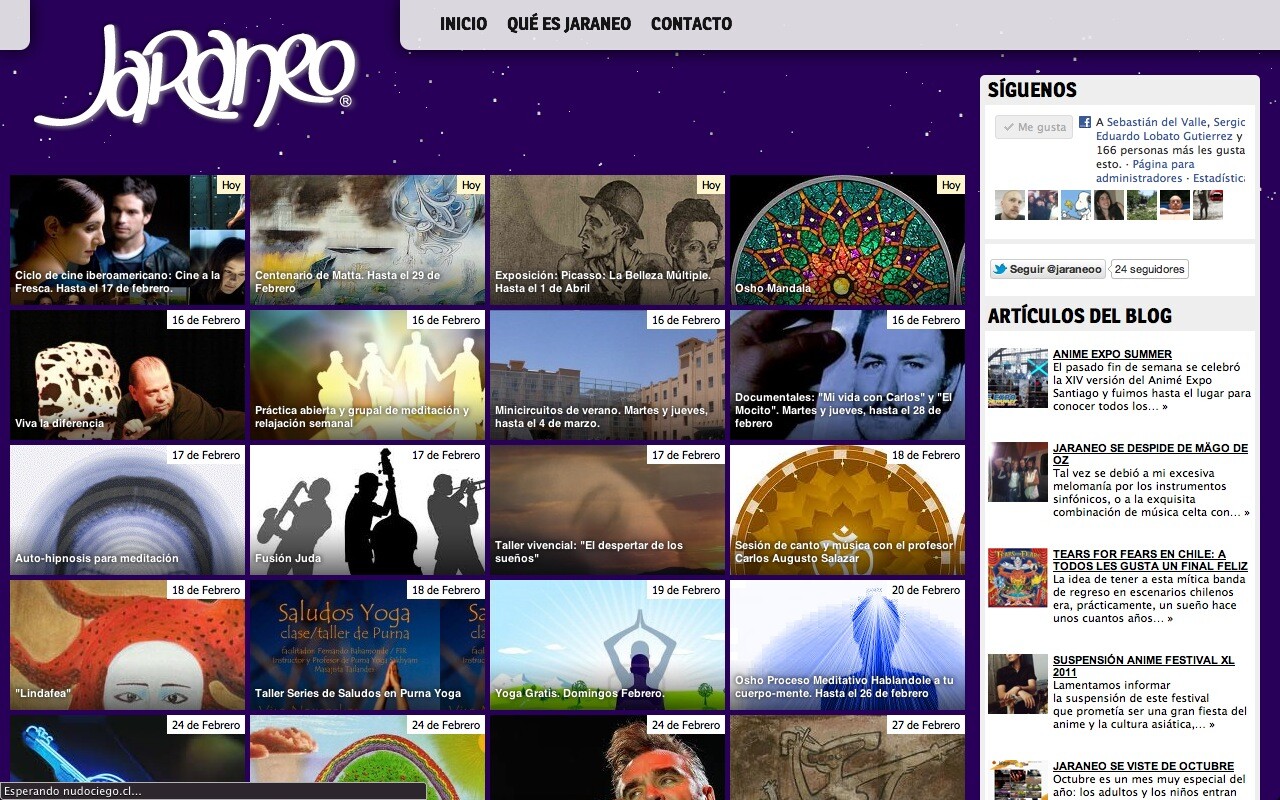 Jaraneo®
INICIO QUÉ ES JARANEO CONTACTO
Hoy
Ciclo de cine iberoamericano: Cine a la
Fresca. Hasta el 17 de febrero.
Hoy
Centenario de Matta. Hasta el 29 de
Febrero
Hoy
Exposición: Picasso: La Belleza Múltiple.
Hasta el 1 de Abril
Hoy
Osho Mandala
16 de Febrero
Viva la diferencia
16 de Febrero
Práctica abierta y grupal de meditación y
relajación semanal
16 de Febrero
Minicircuitos de verano. Martes y jueves,
hasta el 4 de marzo.
16 de Febrero
Documentales: "Mi vida con Carlos" y "El
Mocito". Martes y jueves, hasta el 28 de
febrero
17 de Febrero
Auto-hipnosis para meditación
17 de Febrero
Fusión Juda
17 de Febrero
Taller vivencial: "El despertar de los
sueños"
18 de Febrero
Sesión de canto y música con el profesor
Carlos Augusto Salazar
18 de Febrero
"Lindafea"
18 de Febrero
Saludos Yoga
clase/taller de Purna
Taller Series de Saludos en Purna Yoga
19 de Febrero
Yoga Gratis. Domingos Febrero.
20 de Febrero
Osho Proceso Meditativo Hablandole a tu
cuerpo-mente. Hasta el 26 de febrero
24 de Febrero
24 de Febrero
24 de Febrero
27 de Febrero
Esperando nudociego.cl...
SÍGUENOS
Me gusta
A Sebastián del Valle, Sergio
Eduardo Lobato Gutierrez y
166 personas más les gusta
esto. · Página para
administradores · Estadística
Seguir @jaraneoo 24 seguidores
ARTÍCULOS DEL BLOG
ANIME EXPO SUMMER
El pasado fin de semana se celebró
la XIV versión del Animé Expo
Santiago y fuimos hasta el lugar para
conocer todos los... »
JARANEO SE DESPIDE DE MÄGO DE
OZ
Tal vez se debió a mi excesiva
melomanía por los instrumentos
sinfónicos, o a la exquisita
combinación de música celta con... »
TEARS FOR FEARS EN CHILE: A
TODOS LES GUSTA UN FINAL FELIZ
La idea de tener a esta mítica banda
de regreso en escenarios chilenos
era, prácticamente, un sueño hace
unos cuantos años... »
SUSPENSIÓN ANIME FESTIVAL XL
2011
Lamentamos informar
la suspensión de este festival
que prometía ser una gran fiesta del
anime y la cultura asiática,... »
JARANEO SE VISTE DE OCTUBRE
Octubre es un mes muy especial del
año: los adultos y los niños entran